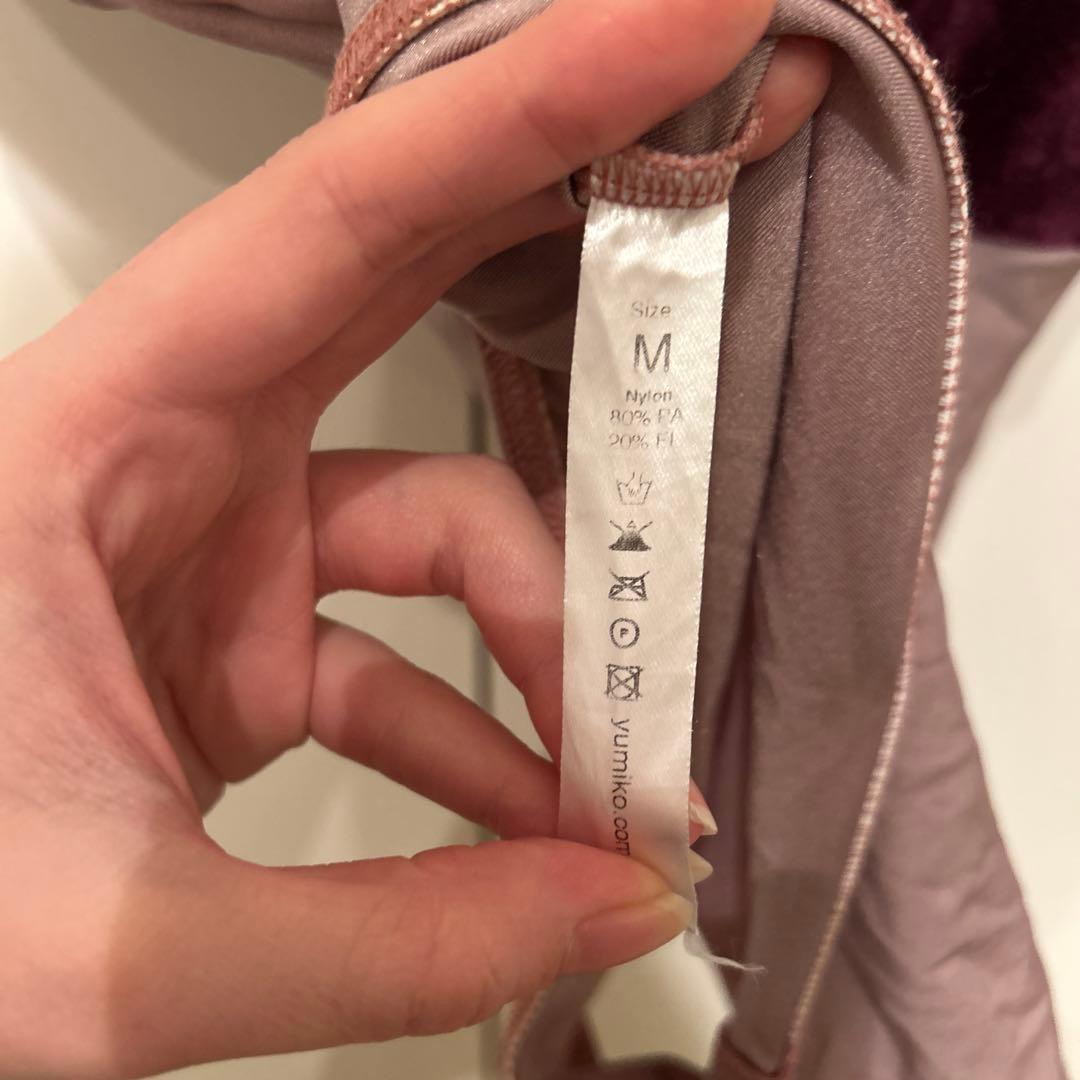 Size
M
Nylon
80% PA
20% EL
P
yumiko.com